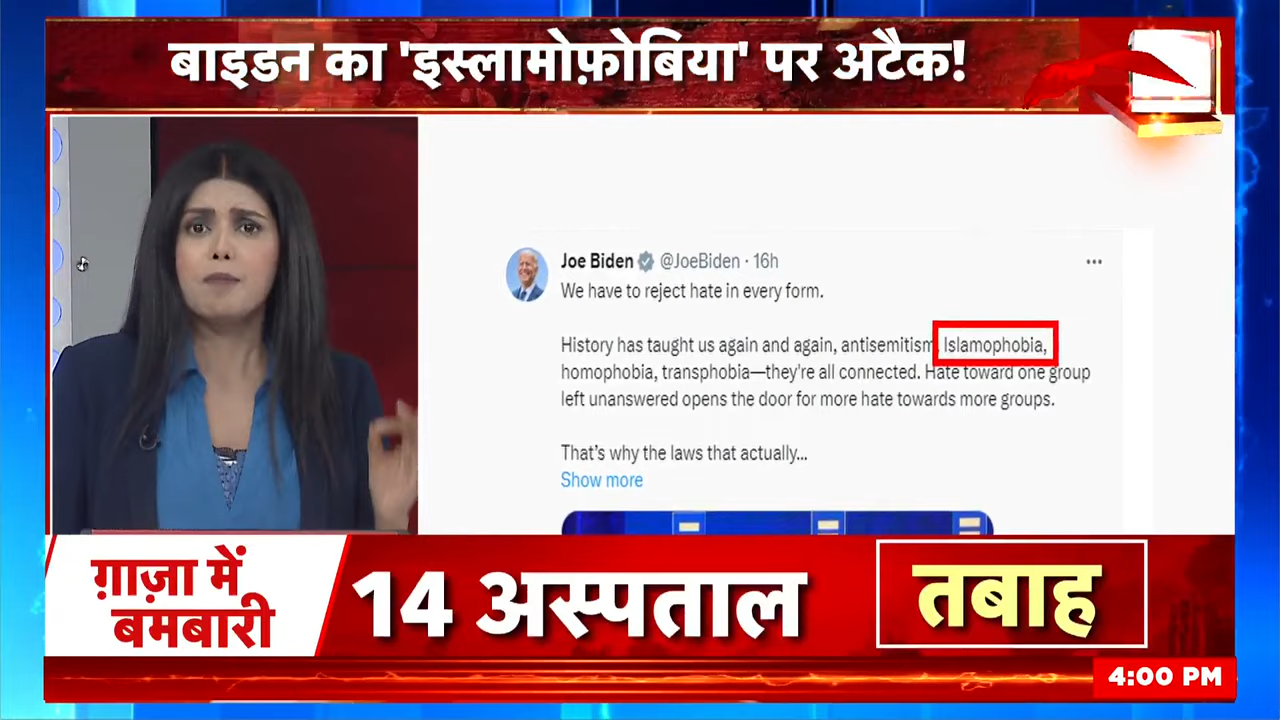 बाइडन का 'इस्लामोफ़ोबिया' पर अटैक!
Joe Biden @JoeBiden · 16h
We have to reject hate in every form.
History has taught us again and again, antisemitism, Islamophobia,
homophobia, transphobia—they're all connected. Hate toward one group
left unanswered opens the door for more hate towards more groups.
That's why the laws that actually...
Show more
ग़ाज़ा में
बमबारी
14 अस्पताल
तबाह
4:00 PM